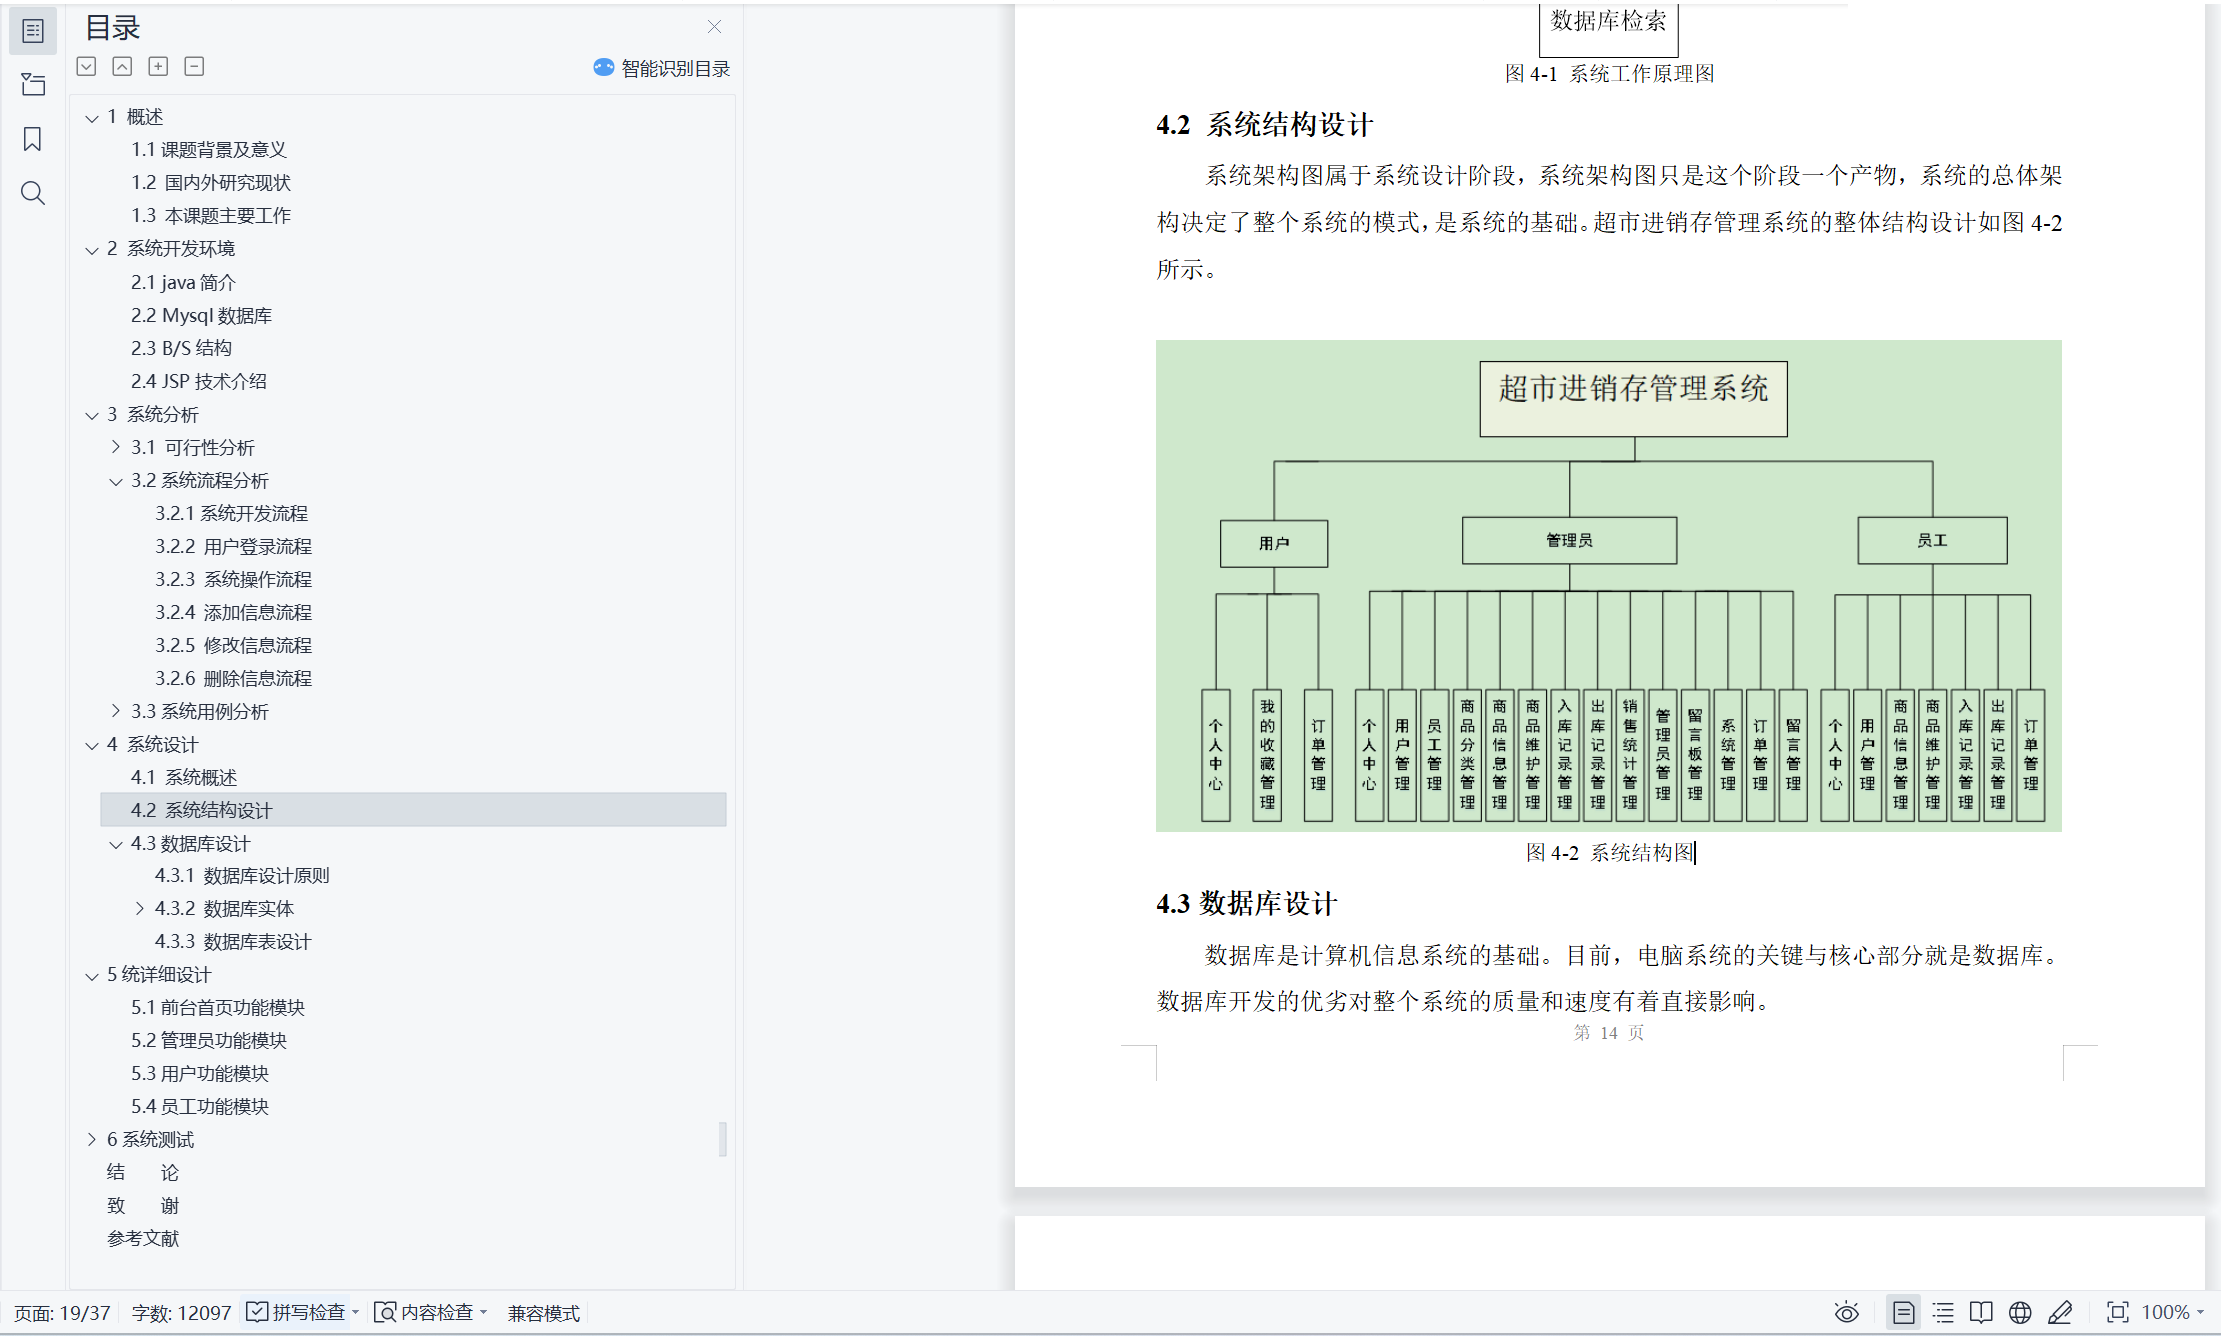 目录
智能识别目录
1 概述
1.1 课题背景及意义
1.2 国内外研究现状
1.3 本课题主要工作
2 系统开发环境
2.1 java 简介
2.2 Mysql 数据库
2.3 B/S 结构
2.4 JSP 技术介绍
3 系统分析
3.1 可行性分析
3.2 系统流程分析
3.2.1 系统开发流程
3.2.2 用户登录流程
3.2.3 系统操作流程
3.2.4 添加信息流程
3.2.5 修改信息流程
3.2.6 删除信息流程
3.3 系统用例分析
4 系统设计
4.1 系统概述
4.2 系统结构设计
4.3 数据库设计
4.3.1 数据库设计原则
4.3.2 数据库实体
4.3.3 数据库表设计
5 统详细设计
5.1 前台首页功能模块
5.2 管理员功能模块
5.3 用户功能模块
5.4 员工功能模块
6 系统测试
结 论
致 谢
参考文献
数据库检索
图 4-1 系统工作原理图
4.2 系统结构设计
系统架构图属于系统设计阶段，系统架构图只是这个阶段一个产物，系统的总体架
构决定了整个系统的模式，是系统的基础。超市进销存管理系统的整体结构设计如图 4-2
所示。
超市进销存管理系统
用户
管理员
员工
个人中心
我的收藏管理
订单管理
个人中心
用户管理
员工管理
商品分类管理
商品信息管理
商品维护管理
入库记录管理
出库记录管理
销售统计管理
管理员管理
留言板管理
系统管理
订单管理
留言管理
个人中心
用户管理
商品信息管理
商品维护管理
入库记录管理
出库记录管理
订单管理
图 4-2 系统结构图
4.3 数据库设计
数据库是计算机信息系统的基础。目前，电脑系统的关键与核心部分就是数据库。
数据库开发的优劣对整个系统的质量和速度有着直接影响。
第 14 页
页面: 19/37 字数: 12097 拼写检查 内容检查 兼容模式 100%